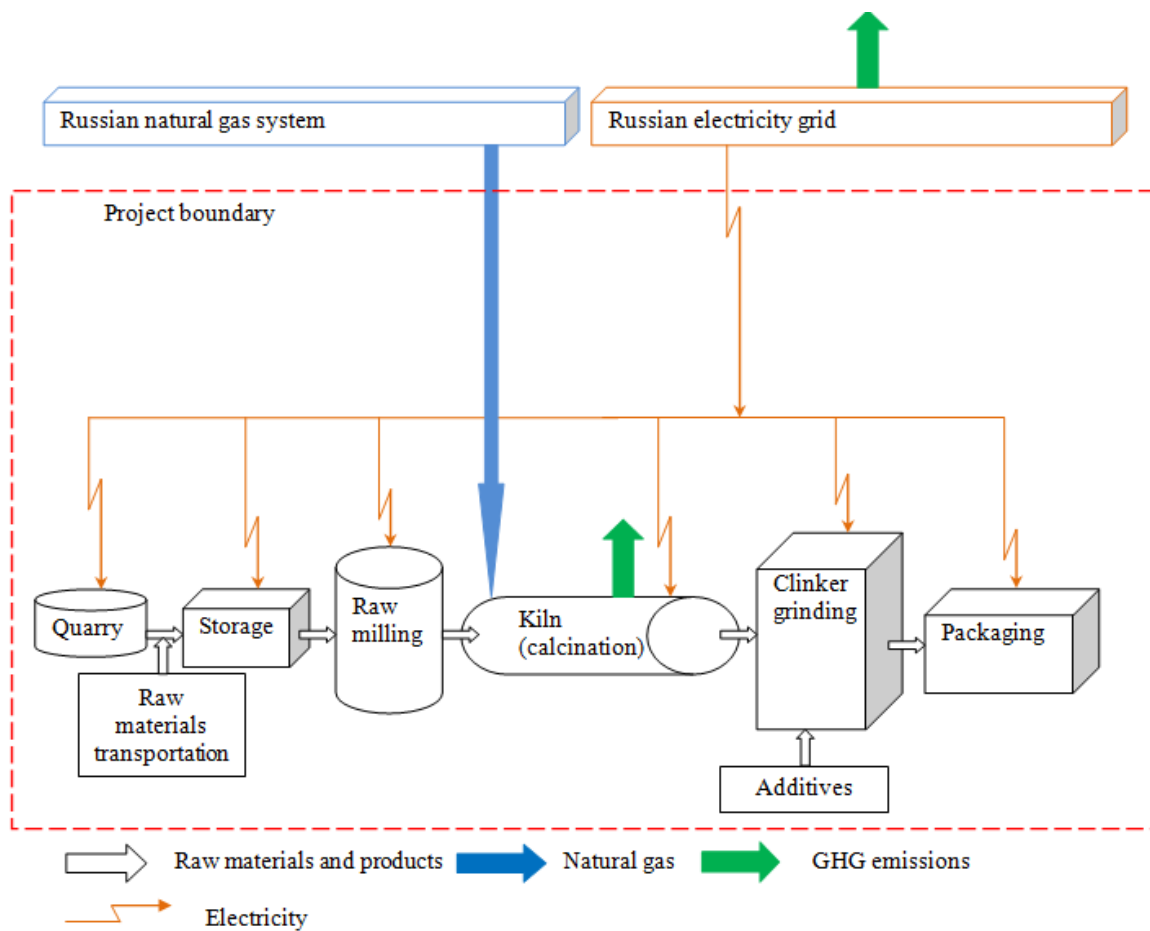 Russian natural gas system
Russian electricity grid
Project boundary
Quarry
Storage
Raw
milling
Kiln
(calcination)
Clinker
grinding
Packaging
Raw
materials
transportation
Additives
Raw materials and products
Natural gas
GHG emissions
Electricity